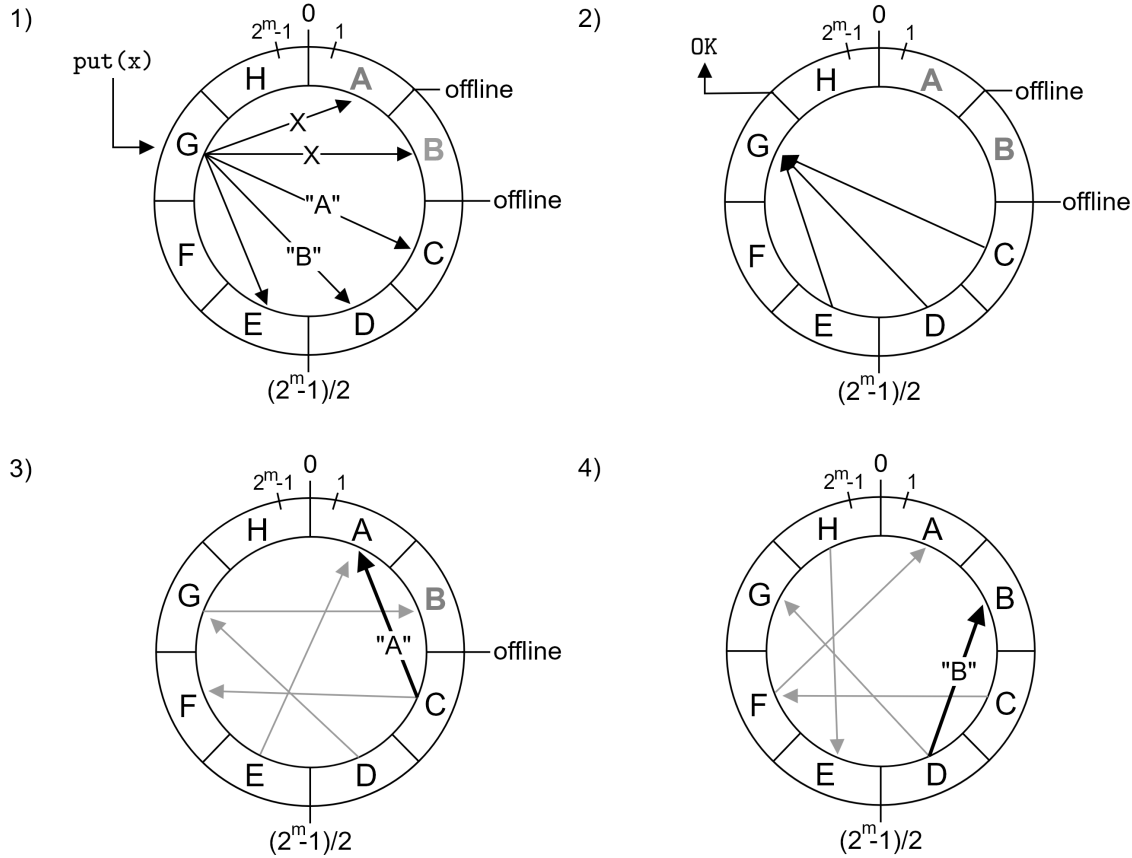 1)
0
2^m-1
1
put(x)
H
A
offline
G
X
X
B
"A"
offline
F
"B"
C
E
D
(2^m-1)/2
2)
0
2^m-1
1
OK
H
A
offline
G
B
offline
F
C
E
D
(2^m-1)/2
3)
0
2^m-1
1
H
A
G
B
"A"
offline
F
C
E
D
(2^m-1)/2
4)
0
2^m-1
1
H
A
G
B
"B"
F
C
E
D
(2^m-1)/2